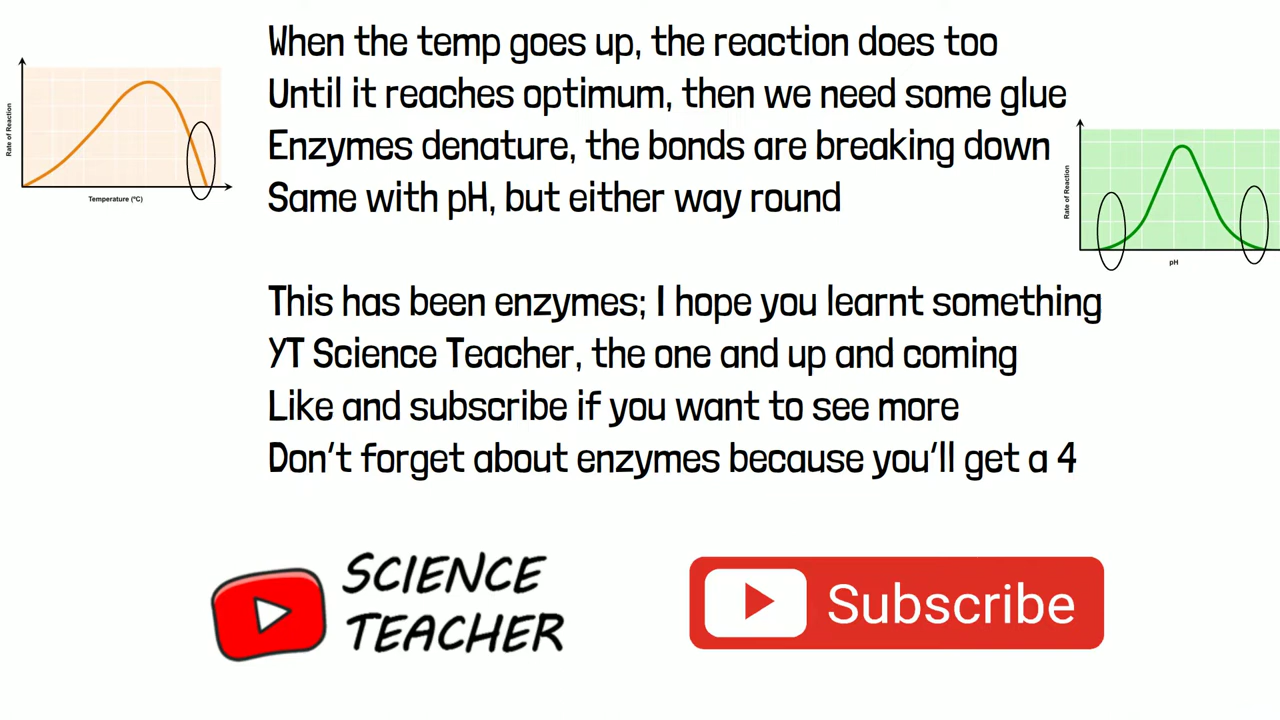 When the temp goes up, the reaction does too
Until it reaches optimum, then we need some glue
Enzymes denature, the bonds are breaking down
Same with pH, but either way round
Rate of Reaction
Temperature (°C)
Rate of Reaction
pH
This has been enzymes; I hope you learnt something
YT Science Teacher, the one and up and coming
Like and subscribe if you want to see more
Don't forget about enzymes because you'll get a 4
SCIENCE
TEACHER
Subscribe